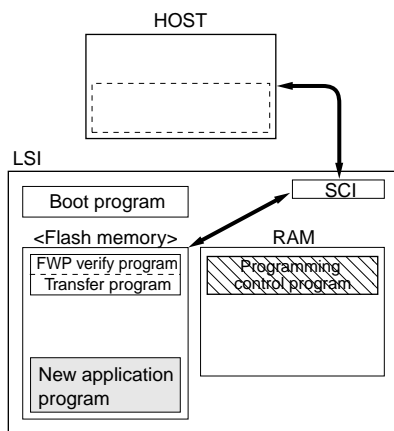 HOST
LSI
SCI
Boot program
<Flash memory>
RAM
FWP verify program
Transfer program
Programming
control program
New application
program